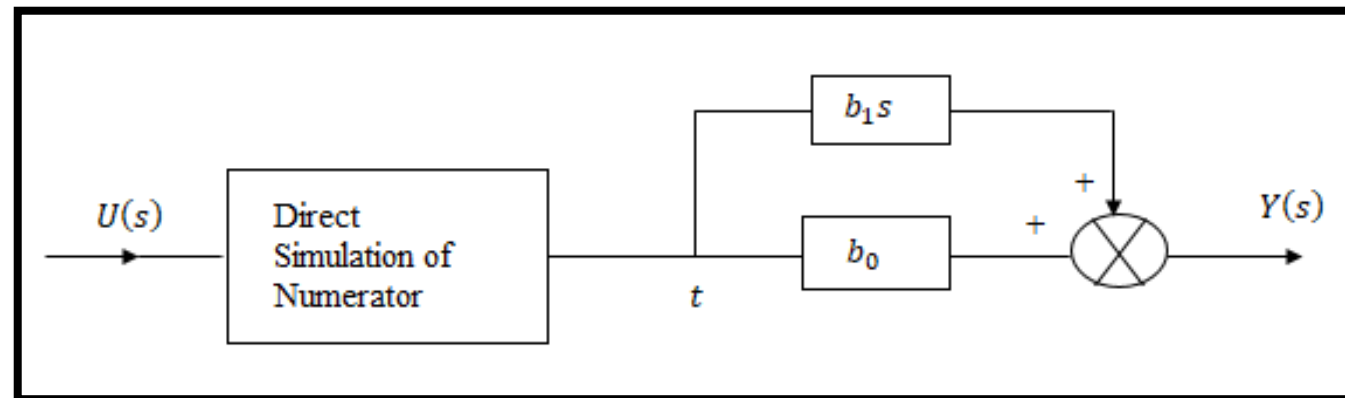 b₁s
+
U(s)
Direct
Simulation of
Numerator
t
b₀
+
Y(s)